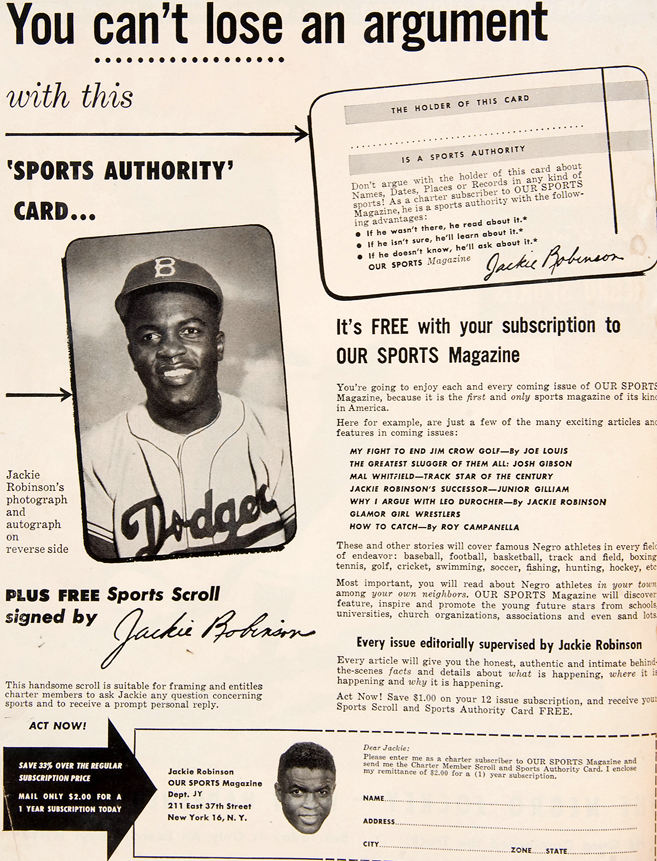 You can't lose an argument
with this
'SPORTS AUTHORITY'
CARD...
THE HOLDER OF THIS CARD
IS A SPORTS AUTHORITY
Don't argue with the holder of this card about
Names, Dates, Places or Records in any kind of
sports! As a charter subscriber to OUR SPORTS
Magazine, he is a sports authority with the follow-
ing advantages:
● If he wasn't there, he read about it.*
● If he isn't sure, he'll learn about it.*
● If he doesn't know, he'll ask about it.*
OUR SPORTS Magazine
Jackie Robinson
B
Dodgers
Jackie
Robinson's
photograph
and
autograph
on
reverse side
PLUS FREE Sports Scroll
signed by
Jackie Robinson
This handsome scroll is suitable for framing and entitles
charter members to ask Jackie any question concerning
sports and to receive a prompt personal reply.
It's FREE with your subscription to
OUR SPORTS Magazine
You're going to enjoy each and every coming issue of OUR SPORTS
Magazine, because it is the first and only sports magazine of its kind
in America.
Here for example, are just a few of the many exciting articles and
features in coming issues:
MY FIGHT TO END JIM CROW GOLF—By JOE LOUIS
THE GREATEST SLUGGER OF THEM ALL: JOSH GIBSON
MAL WHITFIELD—TRACK STAR OF THE CENTURY
JACKIE ROBINSON'S SUCCESSOR—JUNIOR GILLIAM
WHY I ARGUE WITH LEO DUROCHER—By JACKIE ROBINSON
GLAMOR GIRL WRESTLERS
HOW TO CATCH—By ROY CAMPANELLA
These and other stories will cover famous Negro athletes in every field
of endeavor: baseball, football, basketball, track and field, boxing,
tennis, golf, cricket, swimming, soccer, fishing, hunting, hockey, etc
Most important, you will read about Negro athletes in your town
among your own neighbors. OUR SPORTS Magazine will discover
feature, inspire and promote the young future stars from schools,
universities, church organizations, associations and even sand lots.
Every issue editorially supervised by Jackie Robinson
Every article will give you the honest, authentic and intimate behind-
the-scenes facts and details about what is happening, where it is
happening and why it is happening.
Act Now! Save $1.00 on your 12 issue subscription, and receive your
Sports Scroll and Sports Authority Card FREE.
ACT NOW!
SAVE 33% OVER THE REGULAR
SUBSCRIPTION PRICE
MAIL ONLY $2.00 FOR A
1 YEAR SUBSCRIPTION TODAY
Jackie Robinson
OUR SPORTS Magazine
Dept. JY
211 East 37th Street
New York 16, N. Y.
Dear Jackie:
Please enter me as a charter subscriber to OUR SPORTS Magazine and
send me the Charter Member Scroll and Sports Authority Card. I enclose
my remittance of $2.00 for a (1) year subscription.
NAME
ADDRESS
CITY ZONE STATE